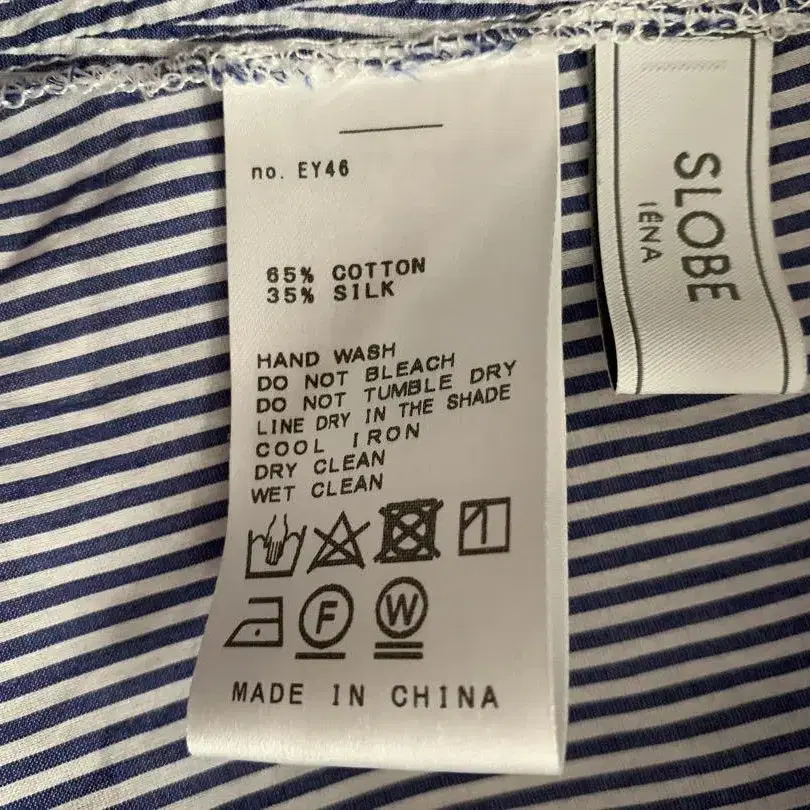 no. EY46
65% COTTON
35% SILK
HAND WASH
DO NOT BLEACH
DO NOT TUMBLE DRY
LINE DRY IN THE SHADE
COOL IRON
DRY CLEAN
WET CLEAN
F
W
MADE IN CHINA
SLOBE
IÉNA